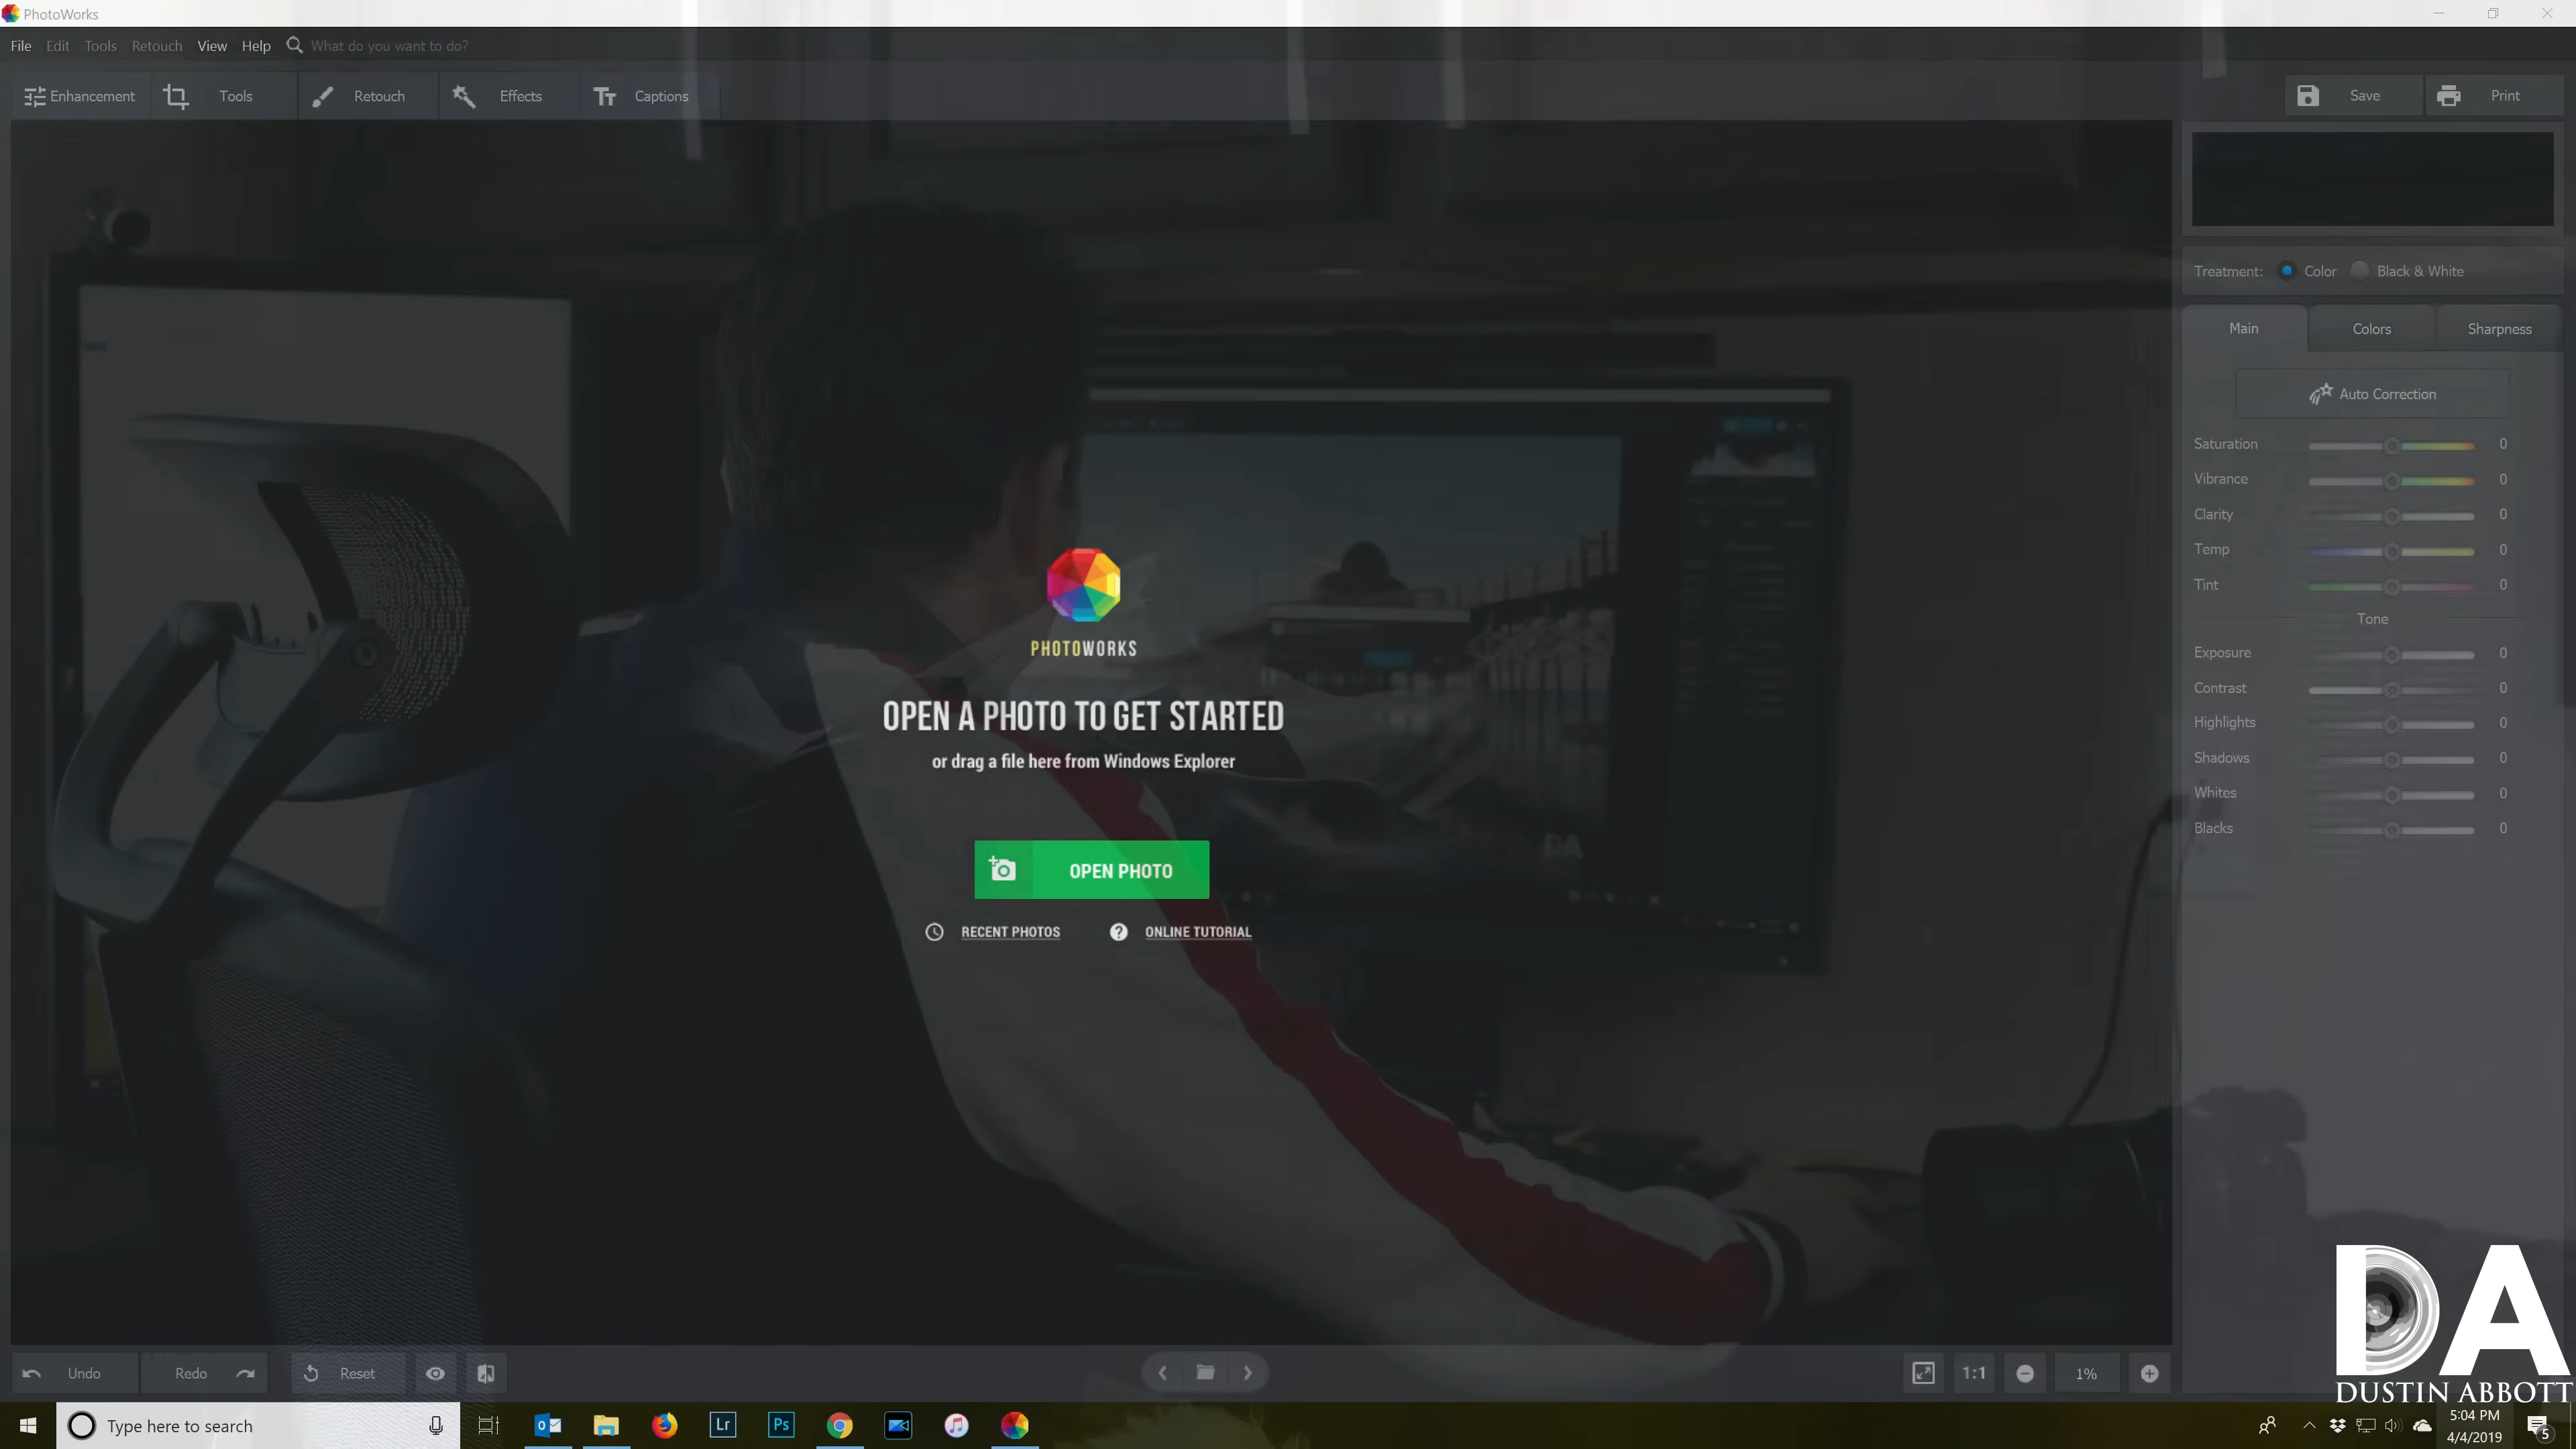 PhotoWorks
File Edit Tools Retouch View Help What do you want to do?
Enhancement Tools Retouch Effects Captions Save Print
Treatment: Color Black & White
Main Colors Sharpness
Auto Correction
Saturation 0
Vibrance 0
Clarity 0
Temp 0
Tint 0
Tone
Exposure 0
Contrast 0
Highlights 0
Shadows 0
Whites 0
Blacks 0
PHOTOWORKS
OPEN A PHOTO TO GET STARTED
or drag a file here from Windows Explorer
OPEN PHOTO
RECENT PHOTOS ONLINE TUTORIAL
DA
DA
DUSTIN ABBOTT
Undo Redo Reset 1:1 1%
Type here to search
Lr Ps
5:04 PM
4/4/2019
5